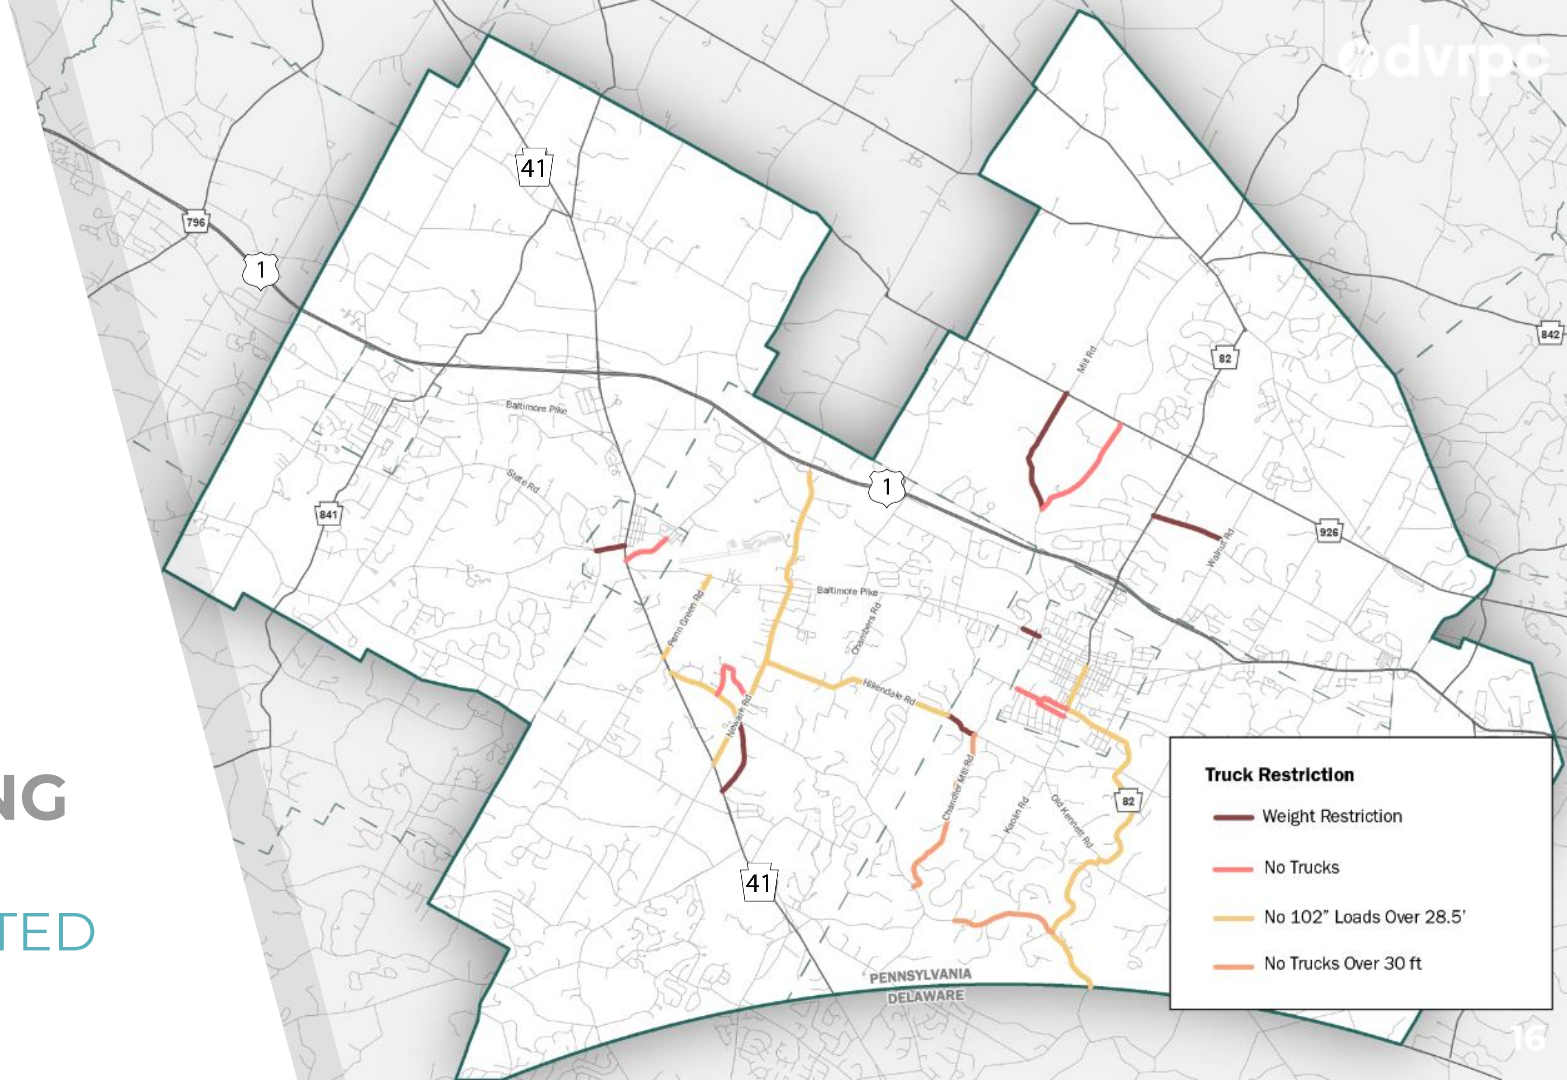 dvrpc
41
796
1
Mill Rd
842
82
Baltimore Pike
State Rd
1
841
926
Walnut Rd
Penn Green Rd
Baltimore Pike
Chambers Rd
Hillendale Rd
Newark Rd
Chandler Mill Rd
Kaolin Rd
Old Kennett Rd
82
41
PENNSYLVANIA
DELAWARE
NG
TED
Truck Restriction
Weight Restriction
No Trucks
No 102" Loads Over 28.5'
No Trucks Over 30 ft
16